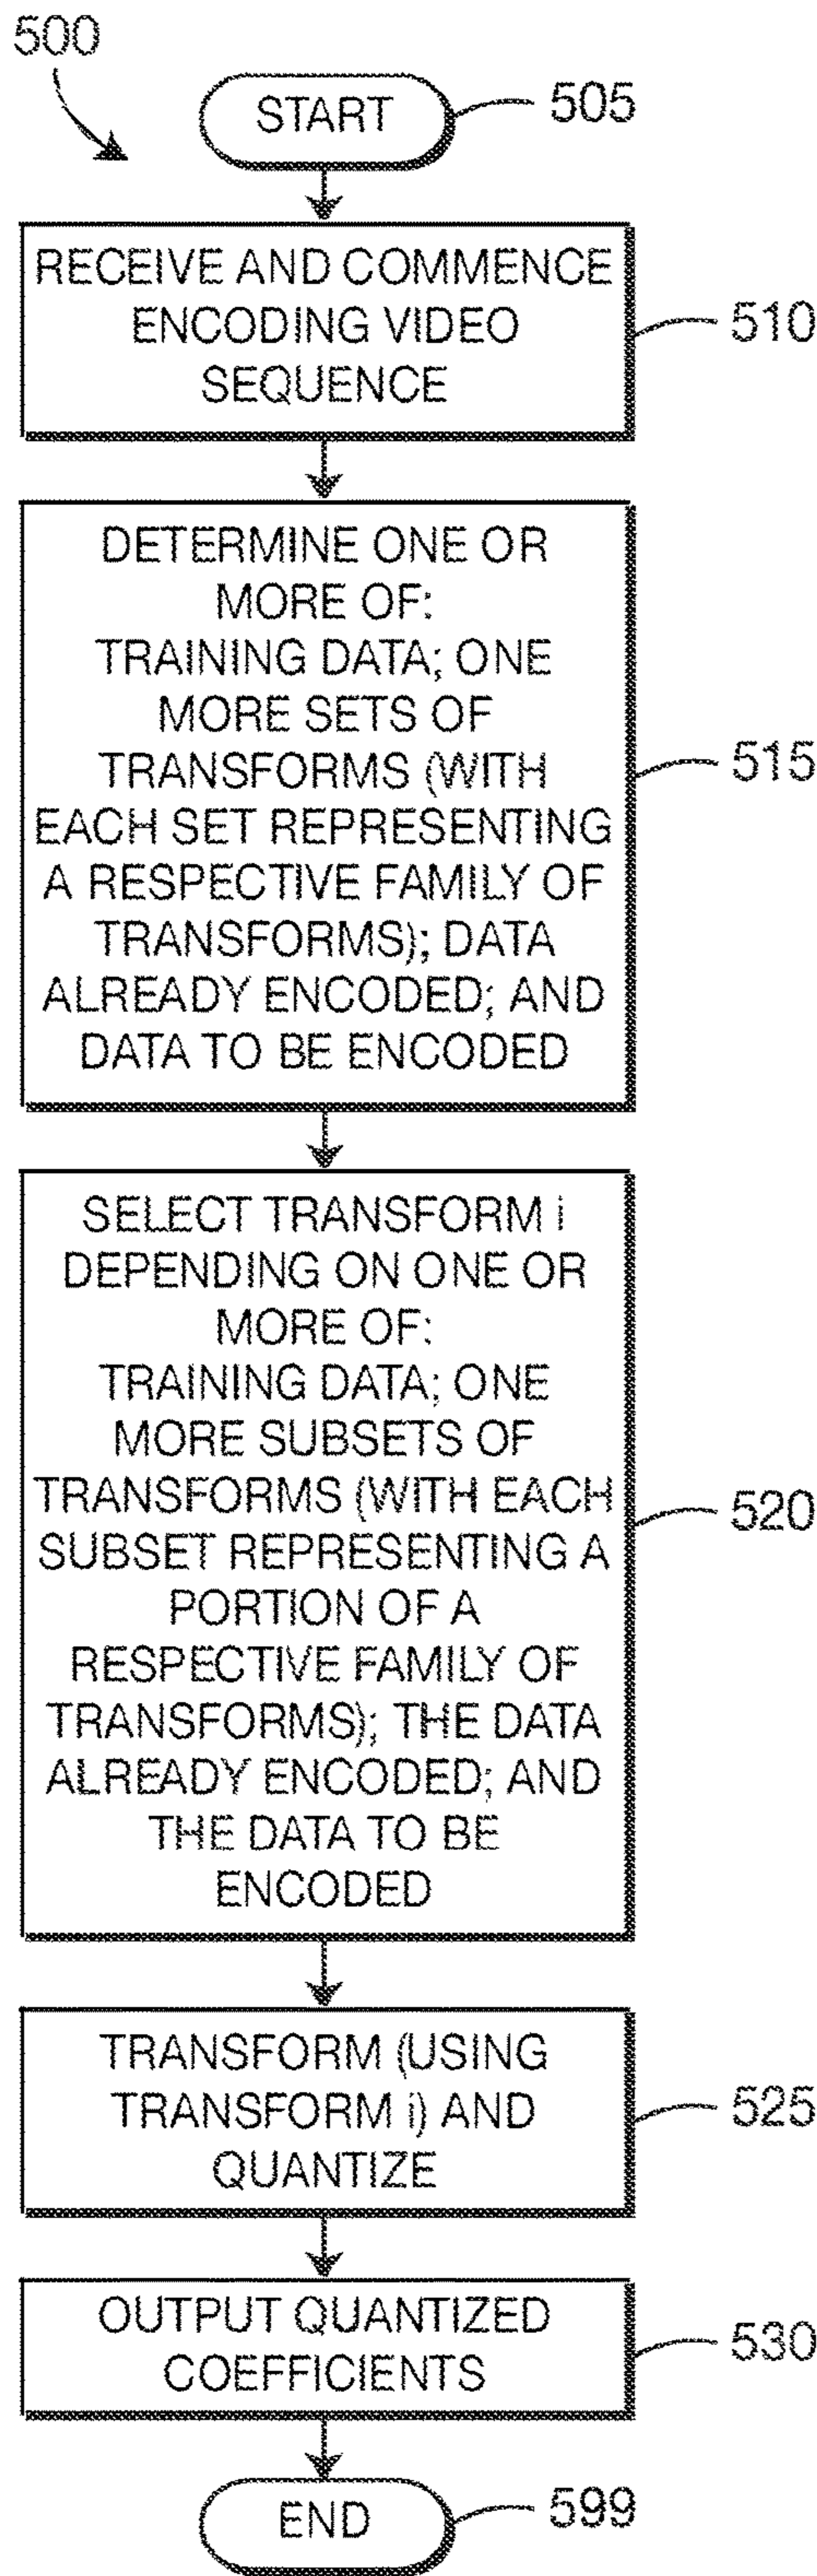 500
START
505
RECEIVE AND COMMENCE
ENCODING VIDEO
SEQUENCE
510
DETERMINE ONE OR
MORE OF:
TRAINING DATA; ONE
MORE SETS OF
TRANSFORMS (WITH
EACH SET REPRESENTING
A RESPECTIVE FAMILY OF
TRANSFORMS); DATA
ALREADY ENCODED; AND
DATA TO BE ENCODED
515
SELECT TRANSFORM i
DEPENDING ON ONE OR
MORE OF:
TRAINING DATA; ONE
MORE SUBSETS OF
TRANSFORMS (WITH EACH
SUBSET REPRESENTING A
PORTION OF A
RESPECTIVE FAMILY OF
TRANSFORMS); THE DATA
ALREADY ENCODED; AND
THE DATA TO BE
ENCODED
520
TRANSFORM (USING
TRANSFORM i) AND
QUANTIZE
525
OUTPUT QUANTIZED
COEFFICIENTS
530
END
599